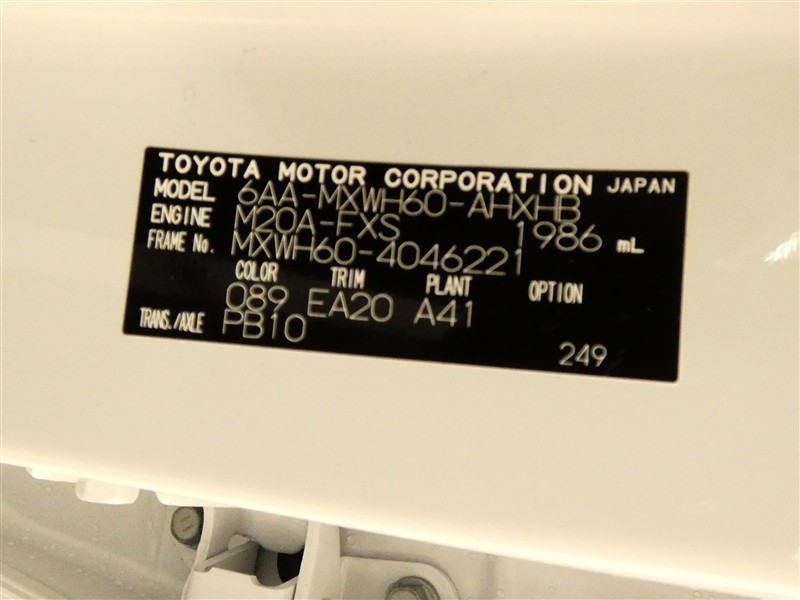 TOYOTA MOTOR CORPORATION JAPAN
MODEL 6AA-MXWH60-AHXHB
ENGINE M20A-FXS 1986 mL
FRAME No. MXWH60-4046221
COLOR TRIM PLANT OPTION
089 EA20 A41
TRANS./AXLE PB10
249